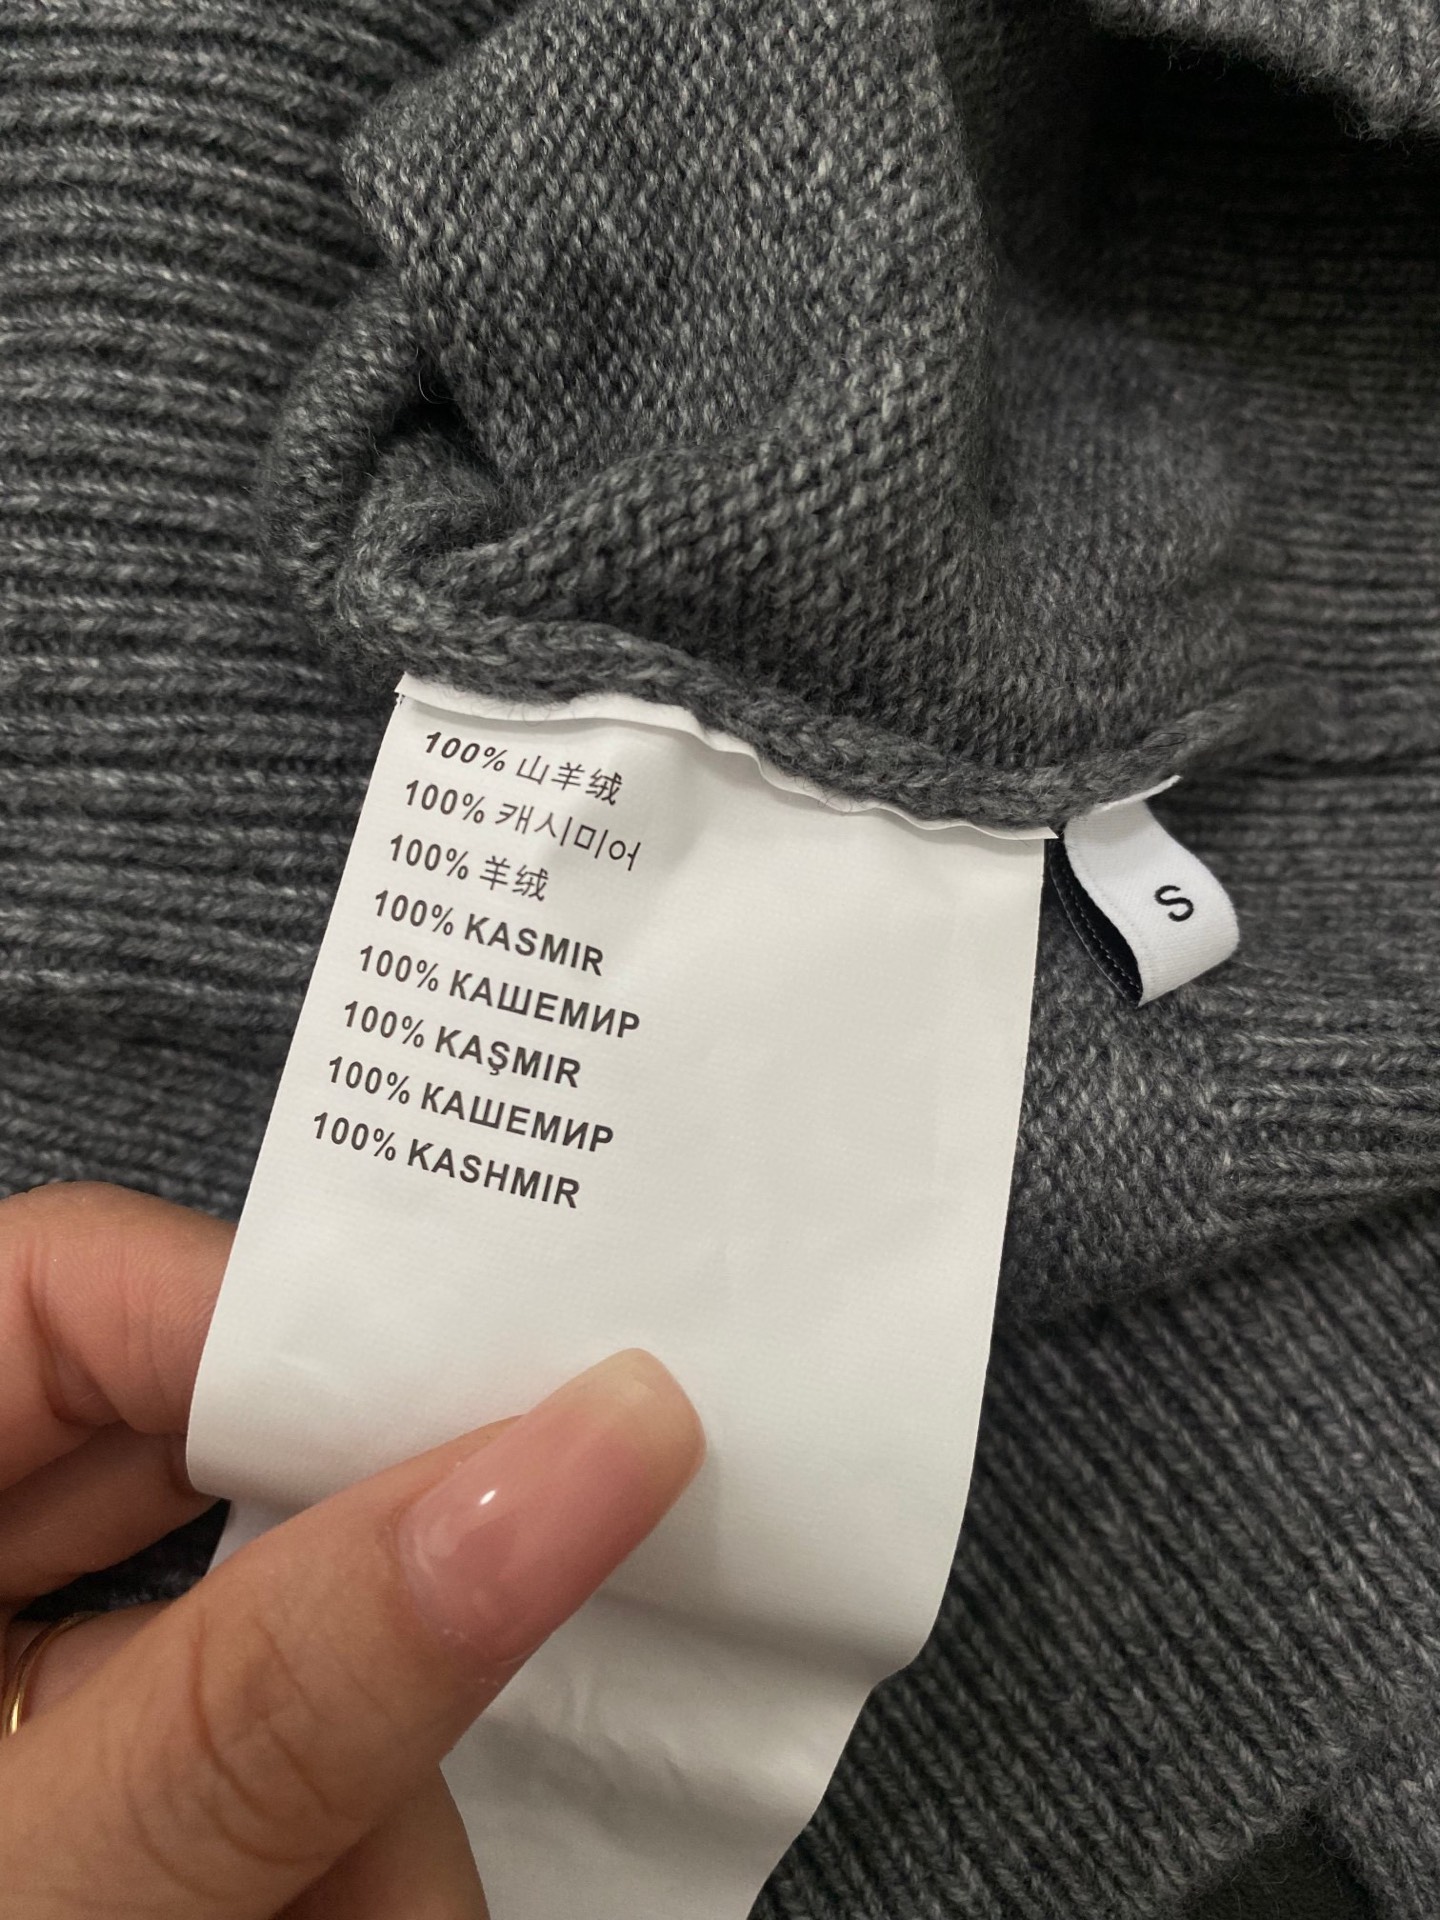 100% 山羊绒
100% 캐시미어
100% 羊绒
100% KASMIR
100% КАШЕМИР
100% KAŞMIR
100% КАШЕМИР
100% KASHMIR
S